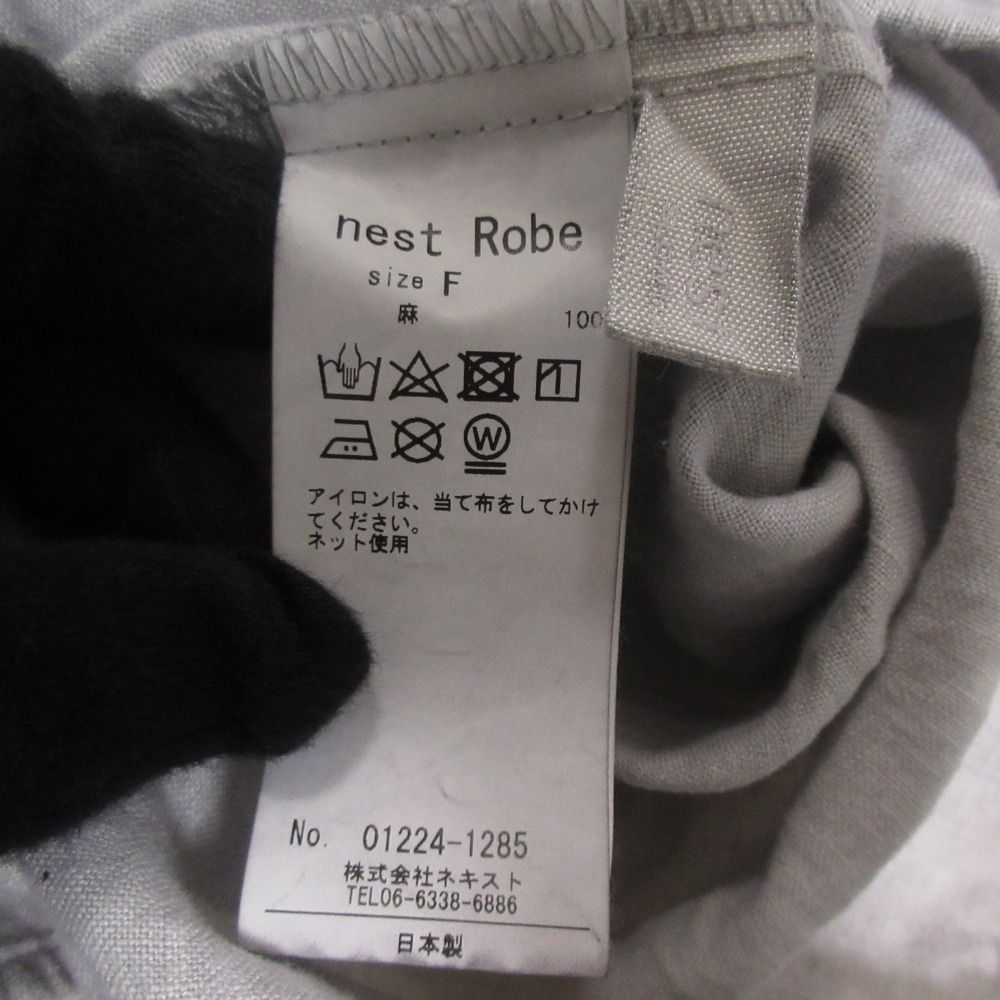 nest Robe
size F
麻 100
W
アイロンは、当て布をしてかけ
てください。
ネット使用
No. 01224-1285
株式会社ネキスト
TEL06-6338-6886
日本製
nest